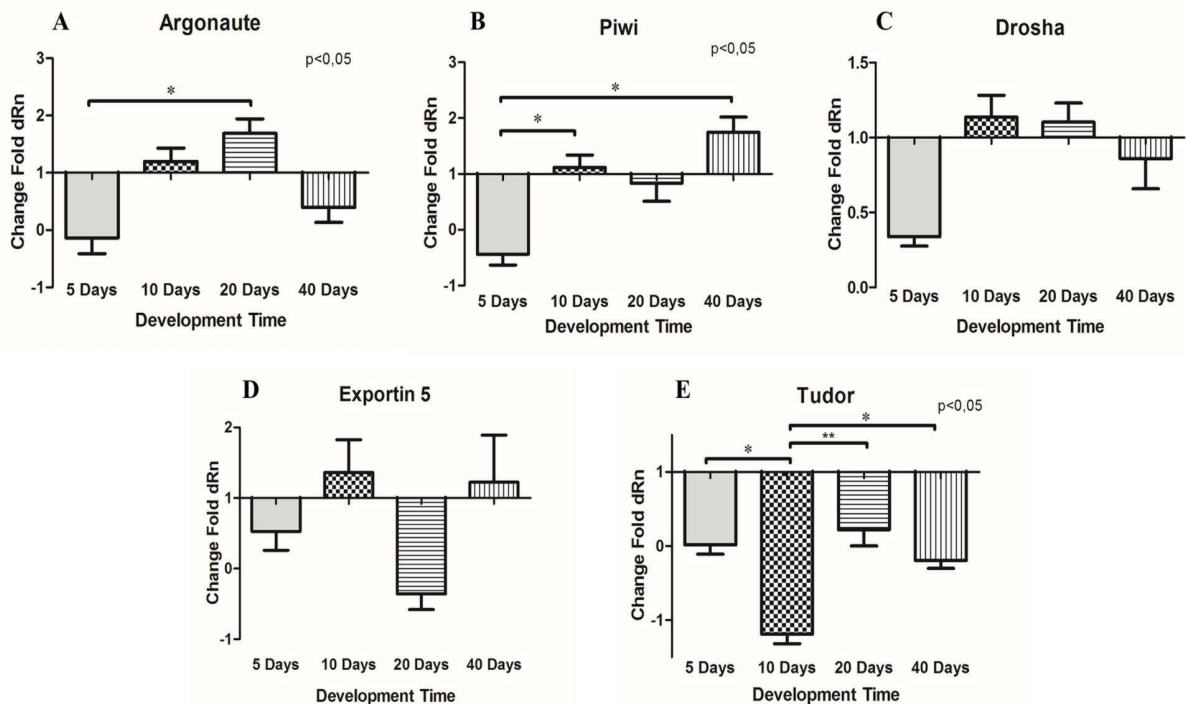 A
Argonaute
p<0,05
*
Change Fold dRn
3
2
1
0
-1
5 Days 10 Days 20 Days 40 Days
Development Time
B
Piwi
p<0,05
*
*
Change Fold dRn
3
2
1
0
-1
5 Days 10 Days 20 Days 40 Days
Development Time
C
Drosha
Change Fold dRn
1.5
1.0
0.5
0.0
5 Days 10 Days 20 Days 40 Days
Development Time
D
Exportin 5
Change Fold dRn
2
1
0
-1
5 Days 10 Days 20 Days 40 Days
Development Time
E
Tudor
p<0,05
*
**
*
Change Fold dRn
1
0
-1
5 Days 10 Days 20 Days 40 Days
Development Time